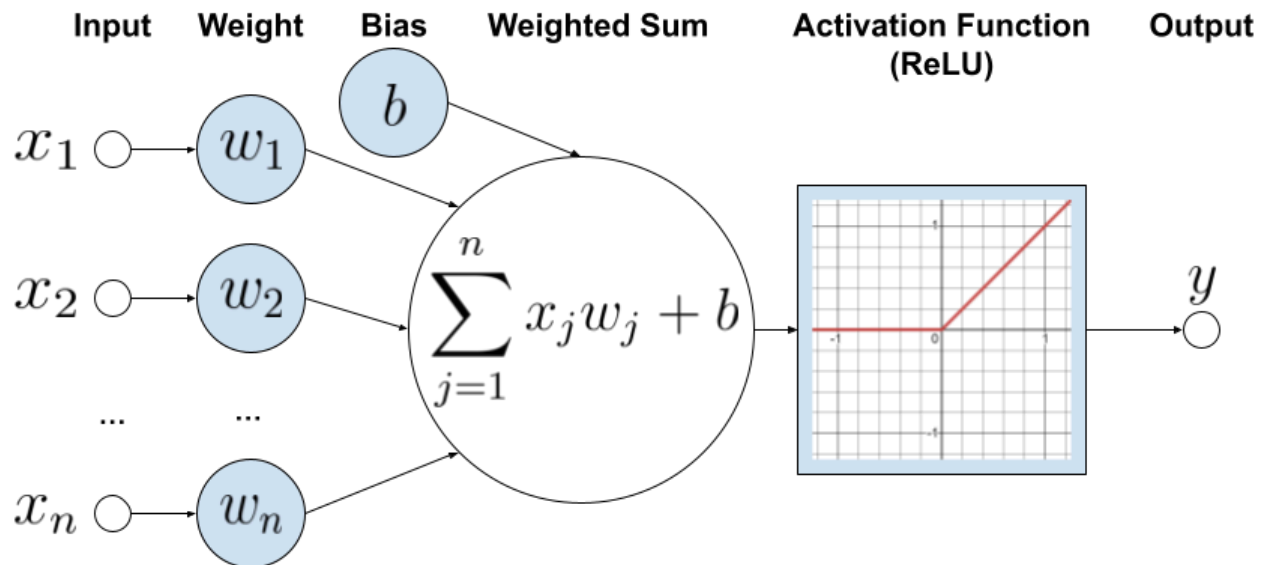 Input Weight Bias Weighted Sum Activation Function Output
(ReLU)
b
x₁ w₁
n
∑ xⱼwⱼ + b
j=1
x₂ w₂
y
1
-1 0 1
-1
... ...
xₙ wₙ